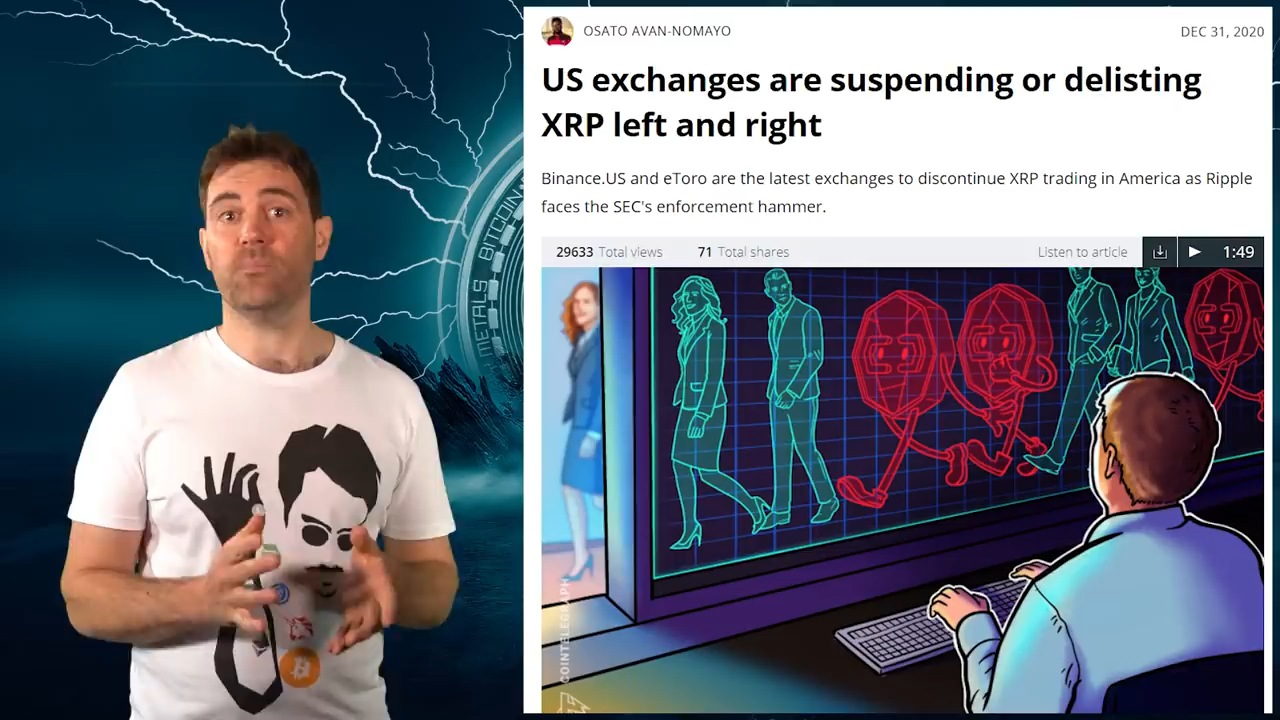 OSATO AVAN-NOMAYO
DEC 31, 2020
US exchanges are suspending or delisting
XRP left and right
Binance.US and eToro are the latest exchanges to discontinue XRP trading in America as Ripple
faces the SEC's enforcement hammer.
29633 Total views 71 Total shares Listen to article 1:49
METALS BITCOIN
COINTELEGRAPH